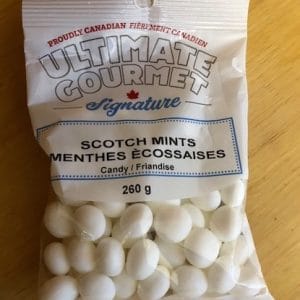 PROUDLY CANADIAN FIÈREMENT CANADIEN
ULTIMATE
GOURMET
Signature
SCOTCH MINTS
MENTHES ÉCOSSAISES
Candy / Friandise
260 g